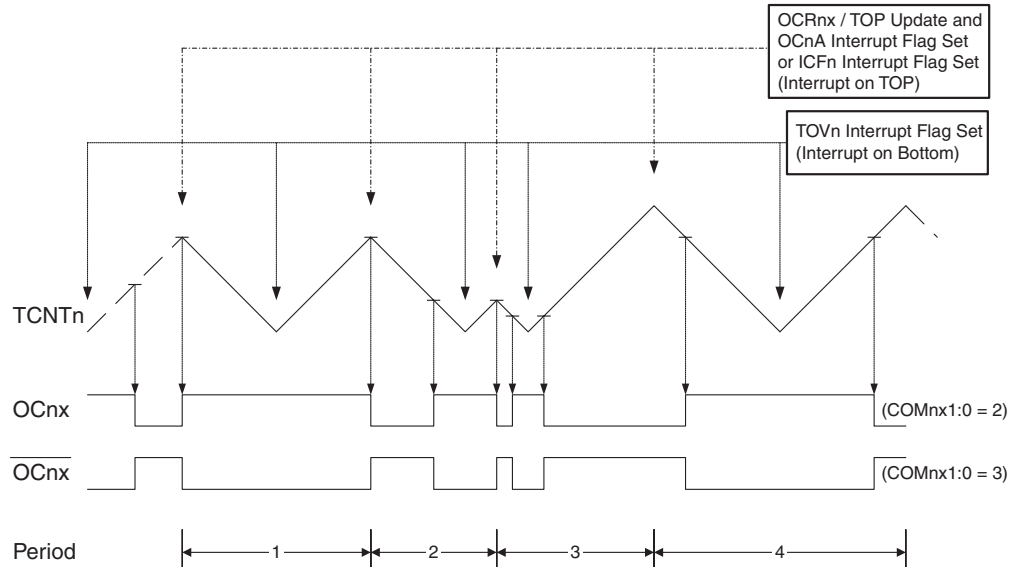 OCRnx / TOP Update and
OCnA Interrupt Flag Set
or ICFn Interrupt Flag Set
(Interrupt on TOP)
TOVn Interrupt Flag Set
(Interrupt on Bottom)
TCNTn
OCnx
(COMnx1:0 = 2)
OCnx
(COMnx1:0 = 3)
Period
1
2
3
4